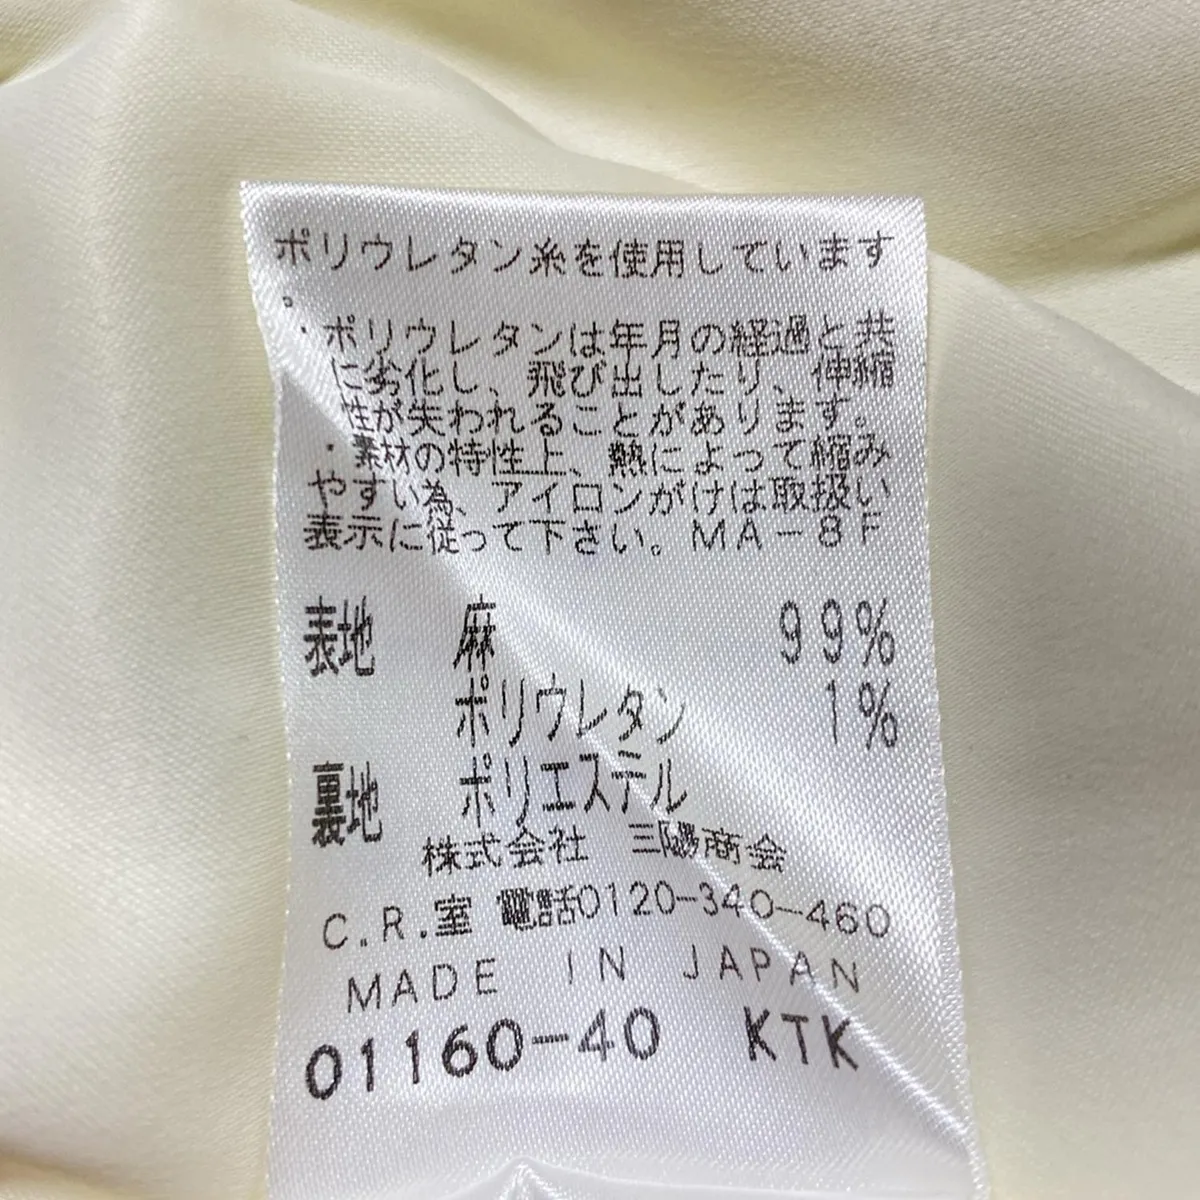 ポリウレタン糸を使用しています
。
・ポリウレタンは年月の経過と共
に劣化し、飛び出したり、伸縮
性が失われることがあります。
・素材の特性上、熱によって縮み
やすい為、アイロンがけは取扱い
表示に従って下さい。MA-8F
表地 麻 99%
ポリウレタン 1%
裏地 ポリエステル
株式会社 三陽商会
C.R.室 電話0120-340-460
MADE IN JAPAN
01160-40 KTK